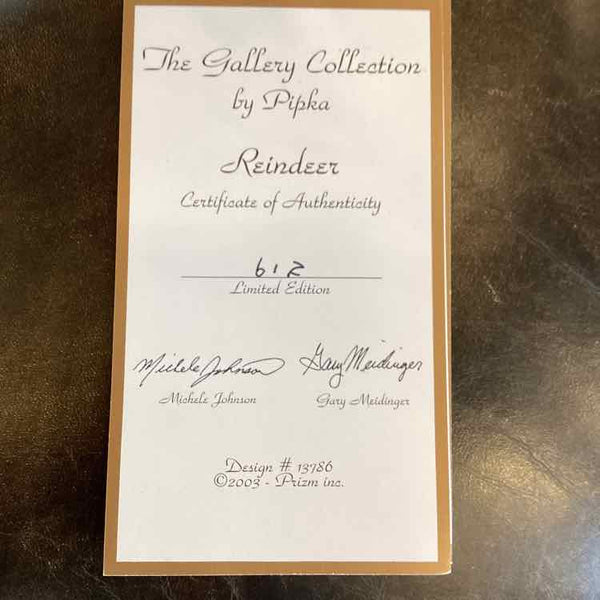 The Gallery Collection
by Pipka
Reindeer
Certificate of Authenticity
612
Limited Edition
Michele Johnson Gary Meidinger
Michele Johnson Gary Meidinger
Design # 13786
©2003 - Prizm inc.